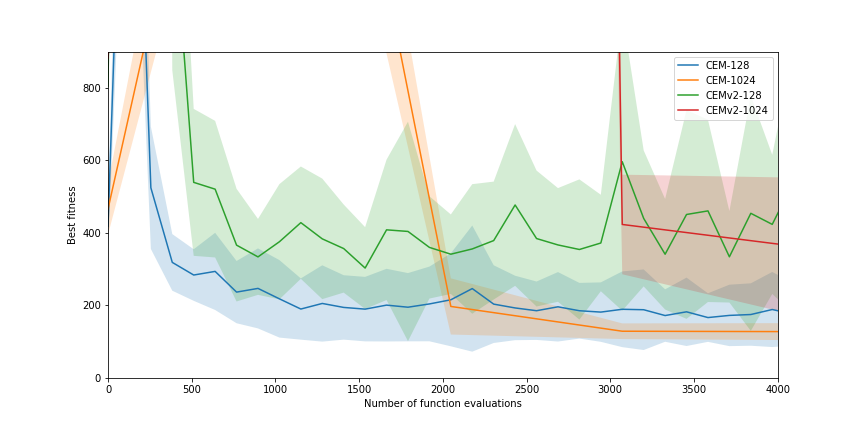 CEM-128
CEM-1024
CEMv2-128
CEMv2-1024
Best fitness
800
600
400
200
0
0 500 1000 1500 2000 2500 3000 3500 4000
Number of function evaluations